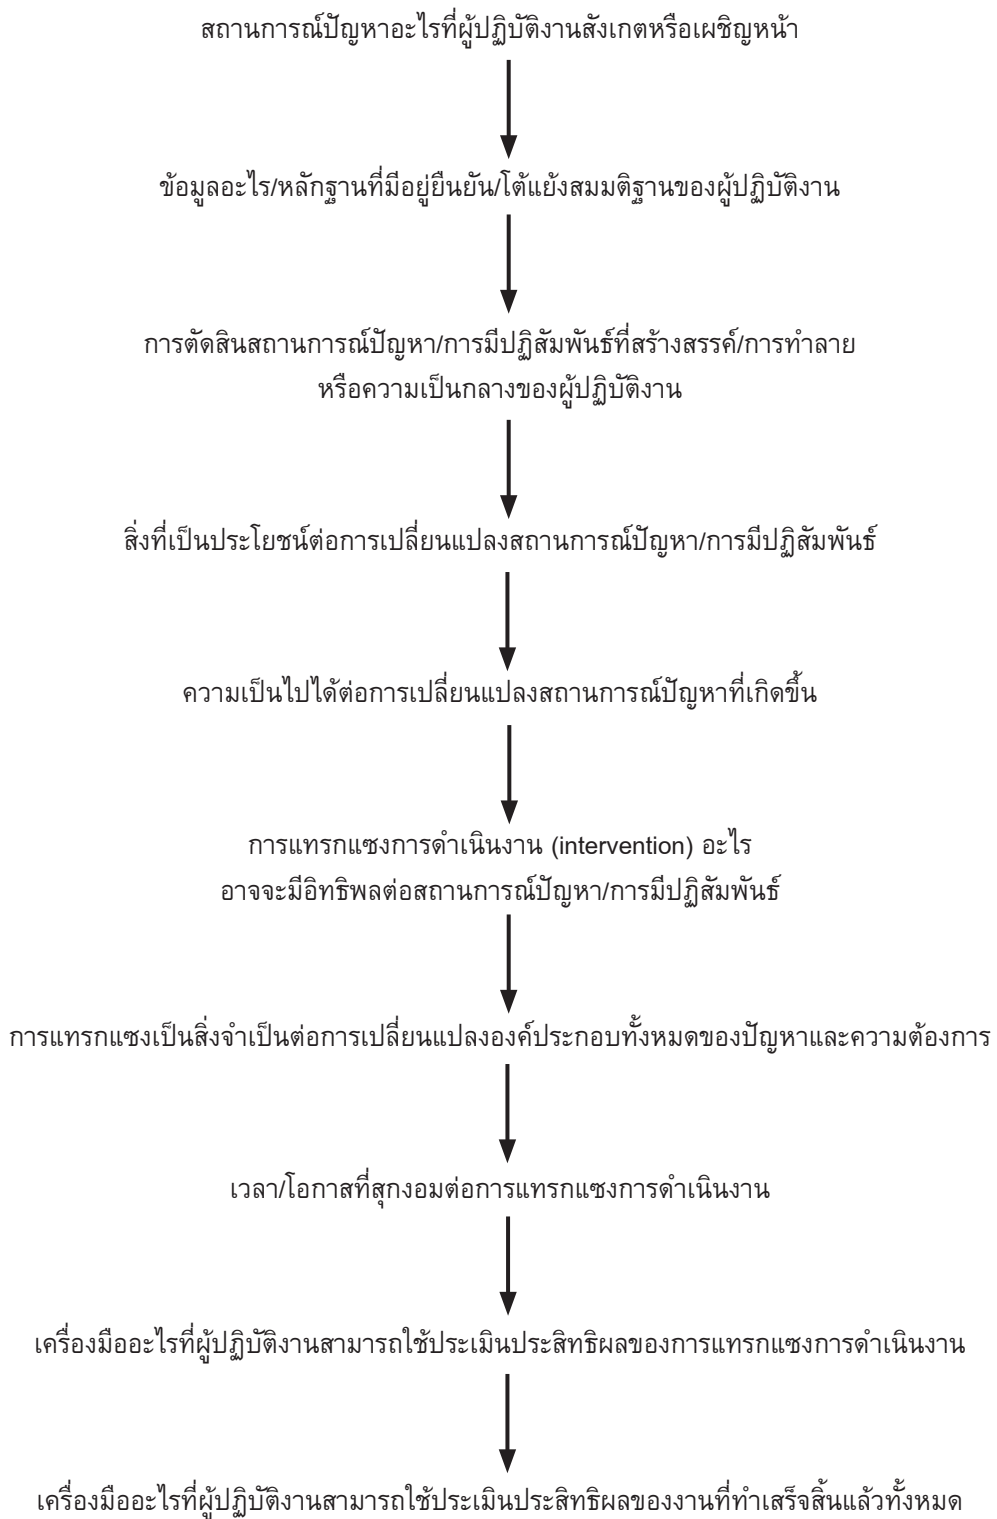 สถานการณ์ปัญหาอะไรที่ผู้ปฏิบัติงานสังเกตหรือเผชิญหน้า
ข้อมูลอะไร/หลักฐานที่มีอยู่ยืนยัน/โต้แย้งสมมติฐานของผู้ปฏิบัติงาน
การตัดสินสถานการณ์ปัญหา/การมีปฏิสัมพันธ์ที่สร้างสรรค์/การทำลาย
หรือความเป็นกลางของผู้ปฏิบัติงาน
สิ่งที่เป็นประโยชน์ต่อการเปลี่ยนแปลงสถานการณ์ปัญหา/การมีปฏิสัมพันธ์
ความเป็นไปได้ต่อการเปลี่ยนแปลงสถานการณ์ปัญหาที่เกิดขึ้น
การแทรกแซงการดำเนินงาน (intervention) อะไร
อาจจะมีอิทธิพลต่อสถานการณ์ปัญหา/การมีปฏิสัมพันธ์
การแทรกแซงเป็นสิ่งจำเป็นต่อการเปลี่ยนแปลงองค์ประกอบทั้งหมดของปัญหาและความต้องการ
เวลา/โอกาสที่สุกงอมต่อการแทรกแซงการดำเนินงาน
เครื่องมืออะไรที่ผู้ปฏิบัติงานสามารถใช้ประเมินประสิทธิผลของการแทรกแซงการดำเนินงาน
เครื่องมืออะไรที่ผู้ปฏิบัติงานสามารถใช้ประเมินประสิทธิผลของงานที่ทำเสร็จสิ้นแล้วทั้งหมด